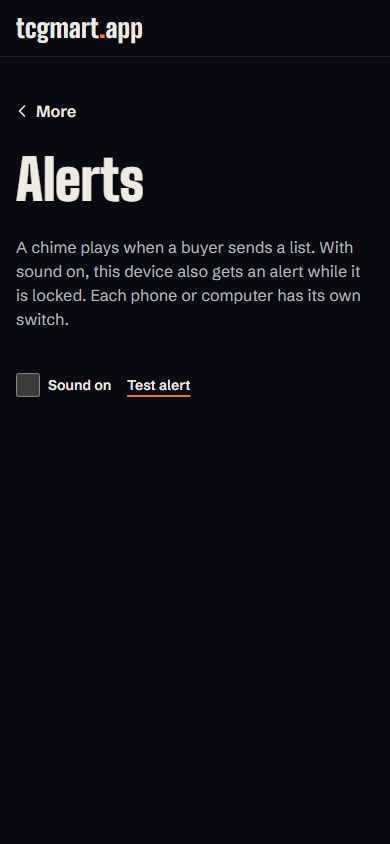 tcgmart.app
More
Alerts
A chime plays when a buyer sends a list. With
sound on, this device also gets an alert while it
is locked. Each phone or computer has its own
switch.
Sound on Test alert